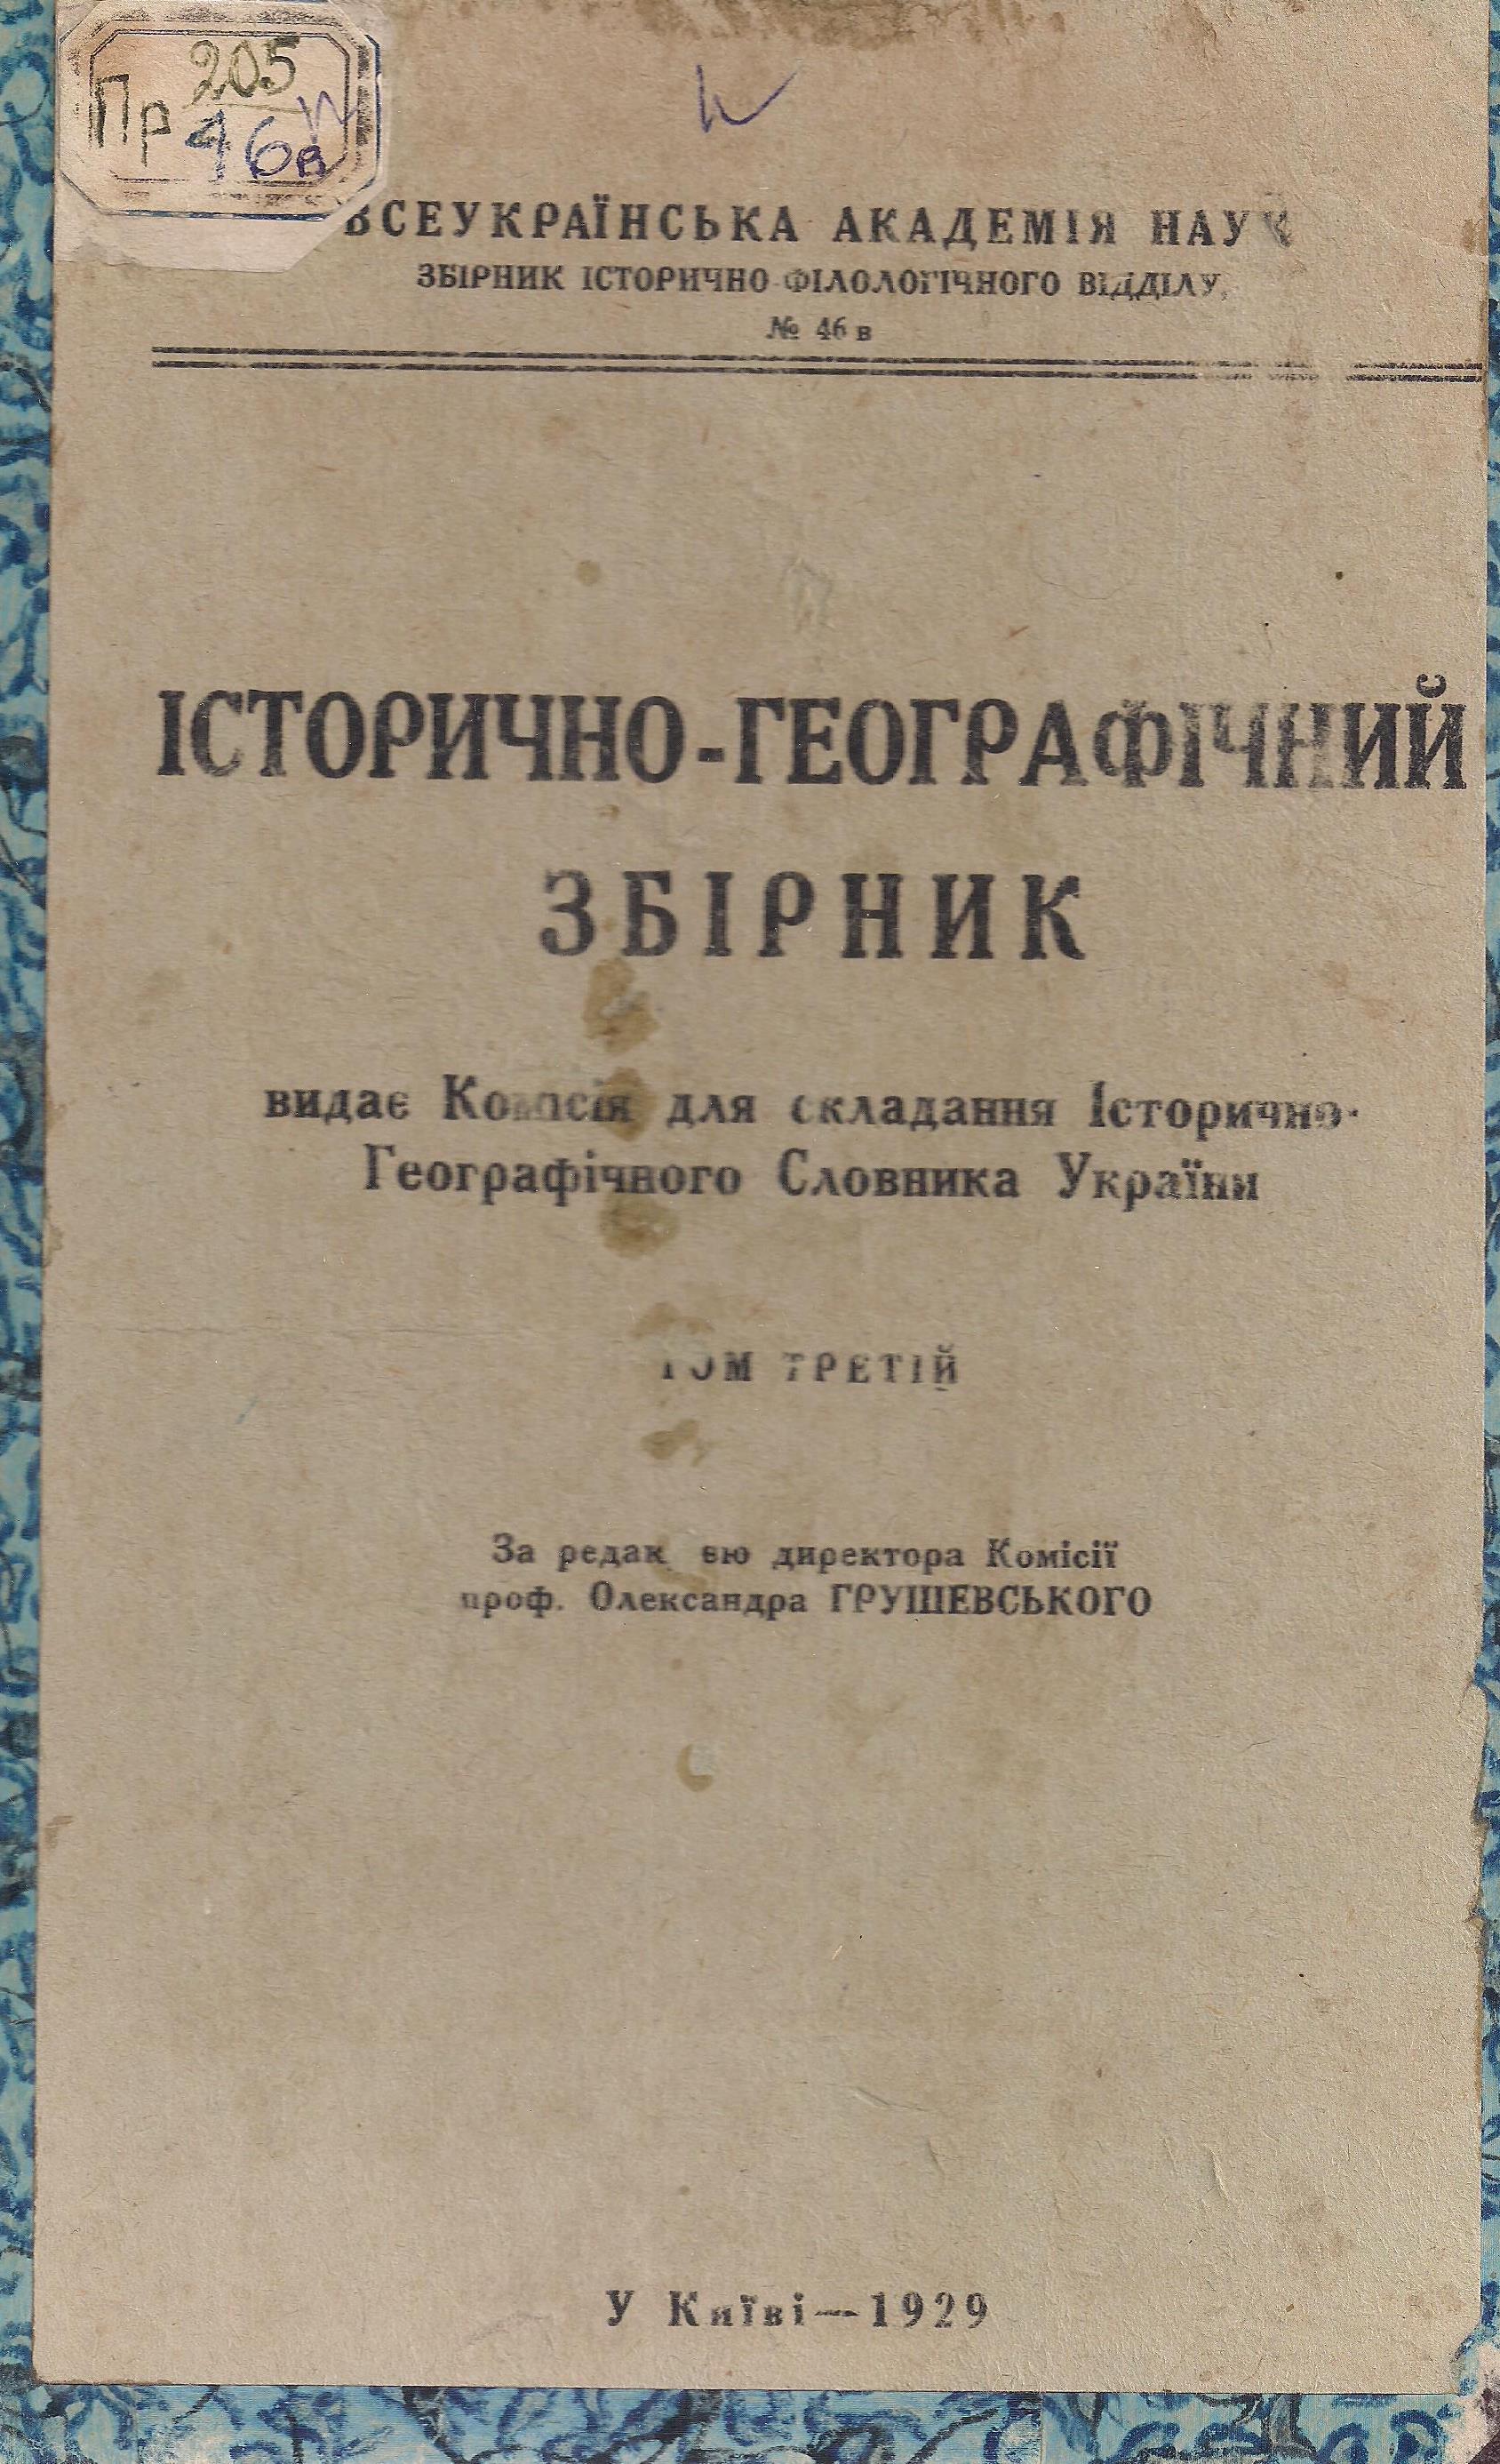 205
Пр 46в
ВСЕУКРАЇНСЬКА АКАДЕМІЯ НАУК
ЗБІРНИК ІСТОРИЧНО-ФІЛОЛОГІЧНОГО ВІДДІЛУ,
№ 46 в
ІСТОРИЧНО-ГЕОГРАФІЧНИЙ
ЗБІРНИК
видає Комісія для складання Історично-
Географічного Словника України
ТОМ ТРЕТІЙ
За редакцією директора Комісії
проф. Олександра ГРУШЕВСЬКОГО
У Київі—1929